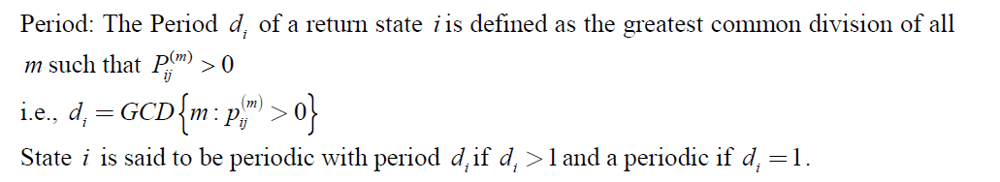 Period: The Period d_i of a return state i is defined as the greatest common division of all
m such that P_{ij}^{(m)} > 0
i.e., d_i = GCD{m : p_{ij}^{(m)} > 0}
State i is said to be periodic with period d_i if d_i > 1 and a periodic if d_i = 1.